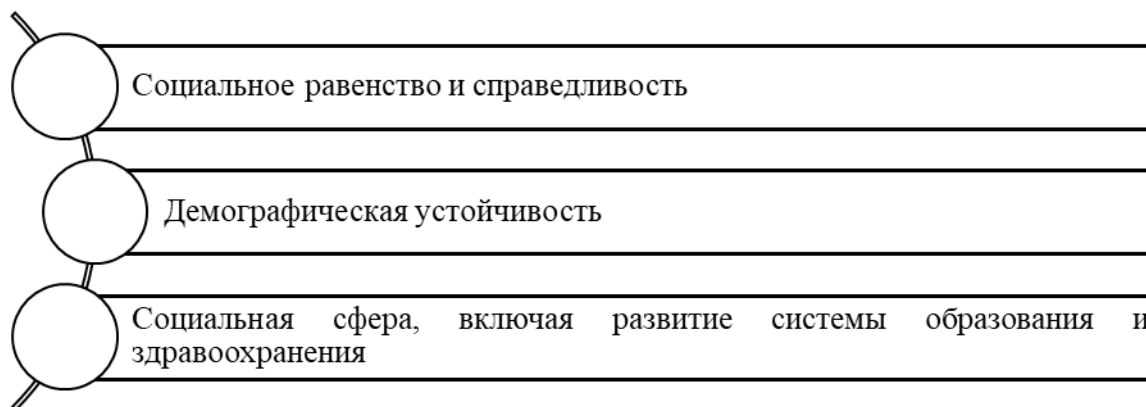 Социальное равенство и справедливость
Демографическая устойчивость
Социальная сфера, включая развитие системы образования и
здравоохранения